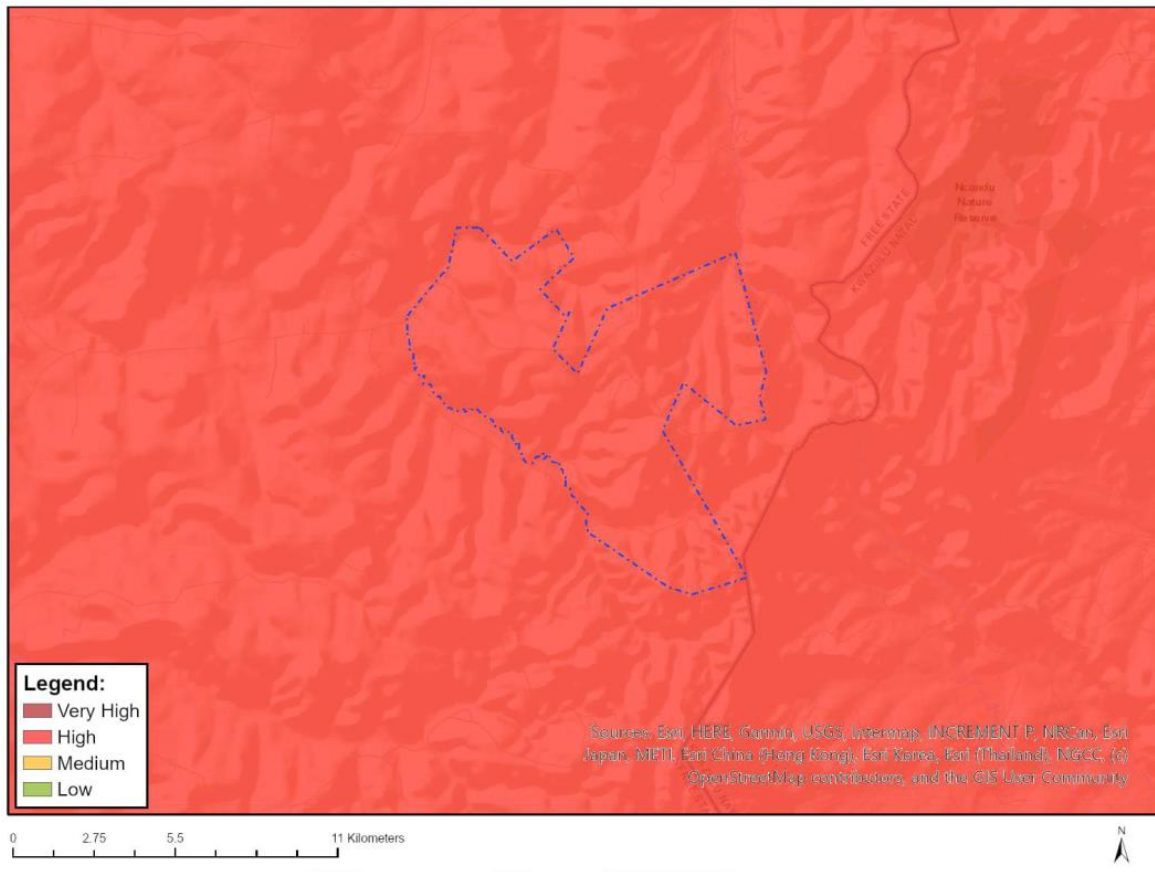 Ncandu
Nature
Reserve
FREE STATE
KWAZULU-NATAL
Legend:
Very High
High
Medium
Low
Sources: Esri, HERE, Garmin, USGS, Intermap, INCREMENT P, NRCan, Esri
Japan, METI, Esri China (Hong Kong), Esri Korea, Esri (Thailand), NGCC, (c)
OpenStreetMap contributors, and the GIS User Community
0 2.75 5.5 11 Kilometers
N